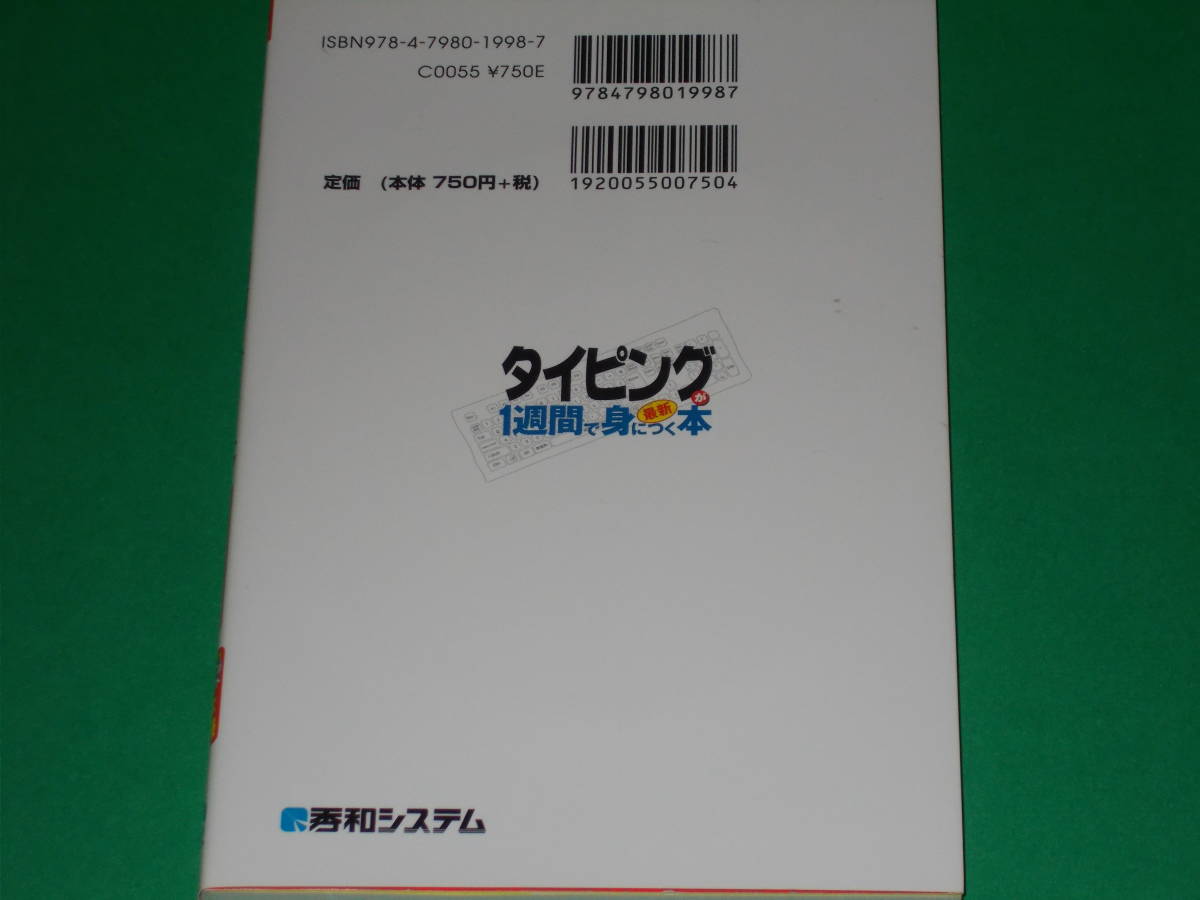 ISBN978-4-7980-1998-7
C0055 ¥750E
9784798019987
定価 (本体 750円+税)
1920055007504
タイピングが
1週間で身につく最新本
秀和システム